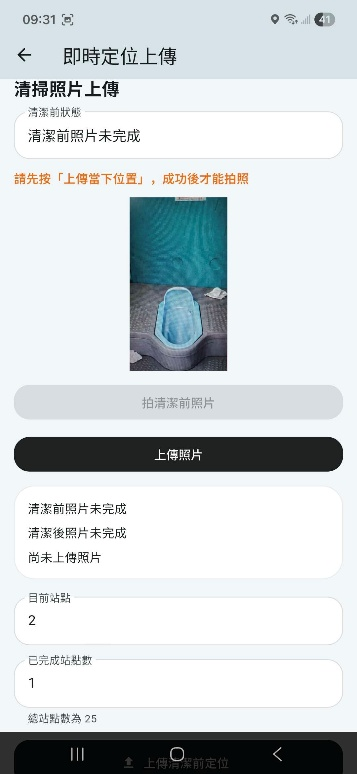 09:31
41
即時定位上傳
清掃照片上傳
清潔前狀態
清潔前照片未完成
請先按「上傳當下位置」，成功後才能拍照
拍清潔前照片
上傳照片
清潔前照片未完成
清潔後照片未完成
尚未上傳照片
目前站點
2
已完成站點數
1
總站點數為 25
上傳清潔前定位